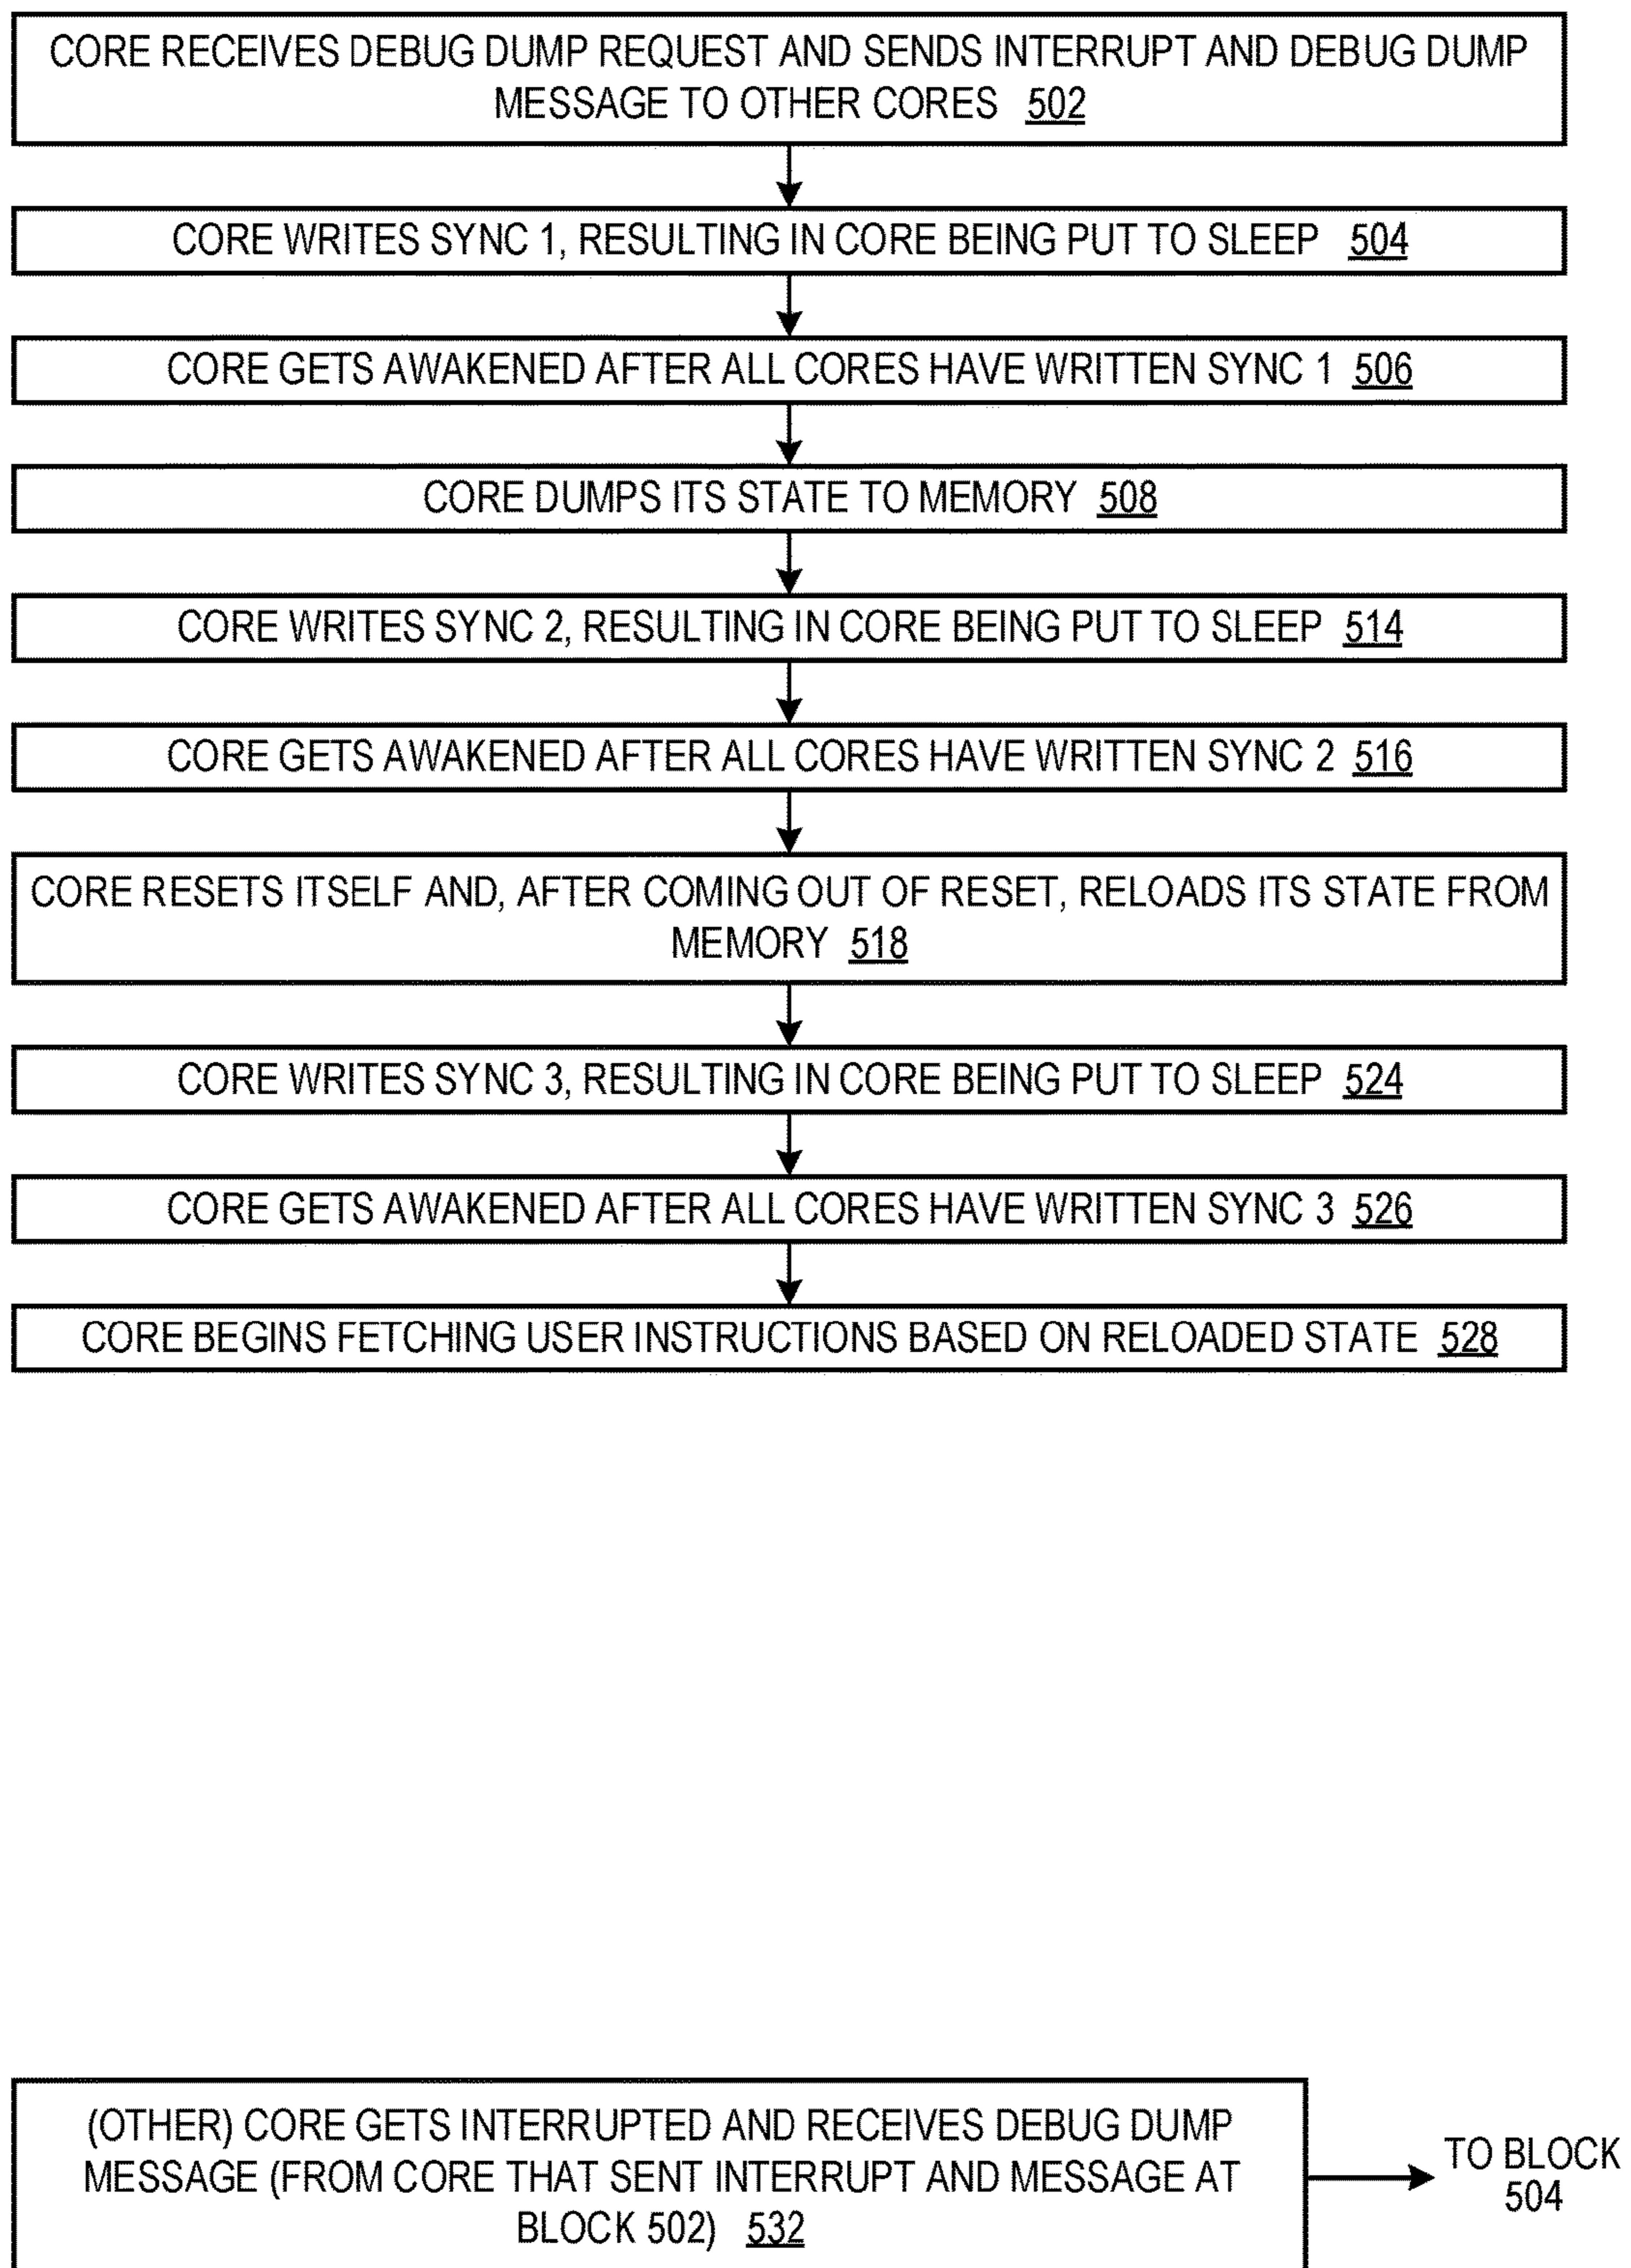 CORE RECEIVES DEBUG DUMP REQUEST AND SENDS INTERRUPT AND DEBUG DUMP
MESSAGE TO OTHER CORES 502
CORE WRITES SYNC 1, RESULTING IN CORE BEING PUT TO SLEEP 504
CORE GETS AWAKENED AFTER ALL CORES HAVE WRITTEN SYNC 1 506
CORE DUMPS ITS STATE TO MEMORY 508
CORE WRITES SYNC 2, RESULTING IN CORE BEING PUT TO SLEEP 514
CORE GETS AWAKENED AFTER ALL CORES HAVE WRITTEN SYNC 2 516
CORE RESETS ITSELF AND, AFTER COMING OUT OF RESET, RELOADS ITS STATE FROM
MEMORY 518
CORE WRITES SYNC 3, RESULTING IN CORE BEING PUT TO SLEEP 524
CORE GETS AWAKENED AFTER ALL CORES HAVE WRITTEN SYNC 3 526
CORE BEGINS FETCHING USER INSTRUCTIONS BASED ON RELOADED STATE 528
(OTHER) CORE GETS INTERRUPTED AND RECEIVES DEBUG DUMP
MESSAGE (FROM CORE THAT SENT INTERRUPT AND MESSAGE AT
BLOCK 502) 532
TO BLOCK
504